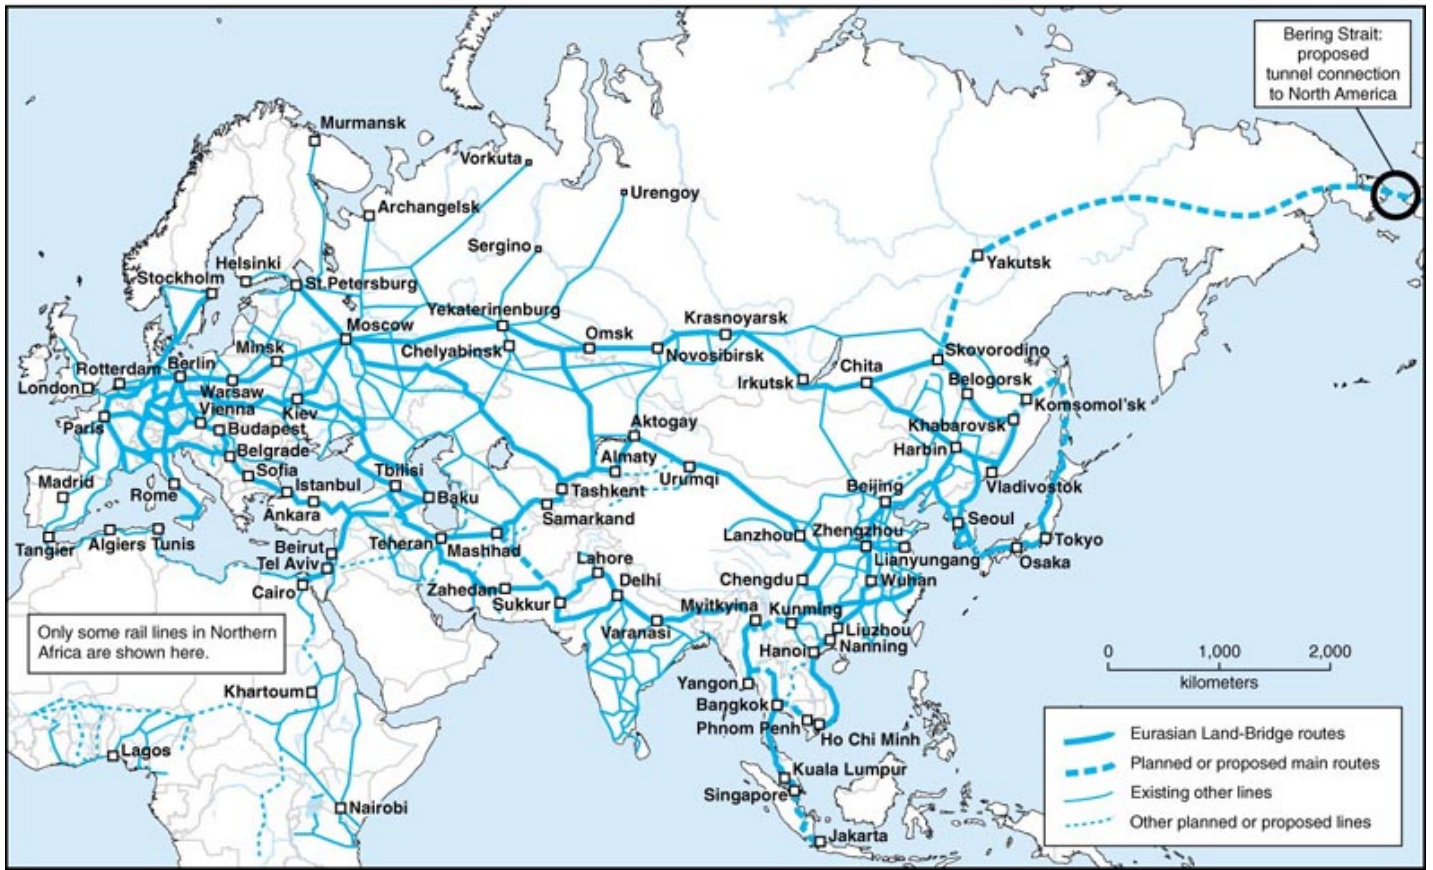 Bering Strait:
proposed
tunnel connection
to North America
Murmansk
Vorkuta
Urengoy
Archangelsk
Sergino
Yakutsk
Helsinki
Stockholm
St.Petersburg
Yekaterinenburg
Krasnoyarsk
Moscow
Omsk
Skovorodino
Minsk
Chelyabinsk
Novosibirsk
Chita
Rotterdam
Berlin
Irkutsk
Belogorsk
London
Warsaw
Komsomol'sk
Vienna
Kiev
Paris
Budapest
Aktogay
Khabarovsk
Belgrade
Almaty
Harbin
Sofia
Tbilisi
Urumqi
Madrid
Rome
Istanbul
Baku
Tashkent
Beijing
Vladivostok
Ankara
Samarkand
Seoul
Tangier
Algiers
Tunis
Beirut
Teheran
Mashhad
Lanzhou
Zhengzhou
Tokyo
Tel Aviv
Lahore
Lianyungang
Osaka
Cairo
Zahedan
Delhi
Chengdu
Wuhan
Sukkur
Myitkyina
Kunming
Only some rail lines in Northern
Africa are shown here.
Varanasi
Liuzhou
Hanoi
Nanning
0 1,000 2,000
kilometers
Khartoum
Yangon
Bangkok
Phnom Penh
Ho Chi Minh
Lagos
Kuala Lumpur
Singapore
Nairobi
Jakarta
Eurasian Land-Bridge routes
Planned or proposed main routes
Existing other lines
Other planned or proposed lines